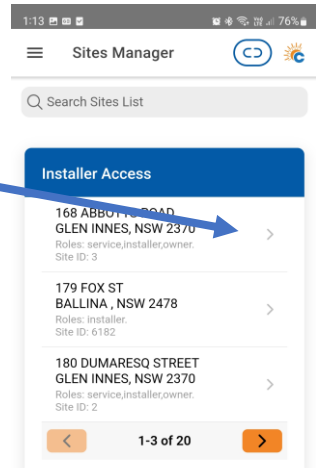 1:13 76%
Sites Manager
Search Sites List
Installer Access
168 ABBOTTS ROAD
GLEN INNES, NSW 2370
Roles: service,installer,owner.
Site ID: 3
179 FOX ST
BALLINA , NSW 2478
Roles: installer.
Site ID: 6182
180 DUMARESQ STREET
GLEN INNES, NSW 2370
Roles: service,installer,owner.
Site ID: 2
1-3 of 20